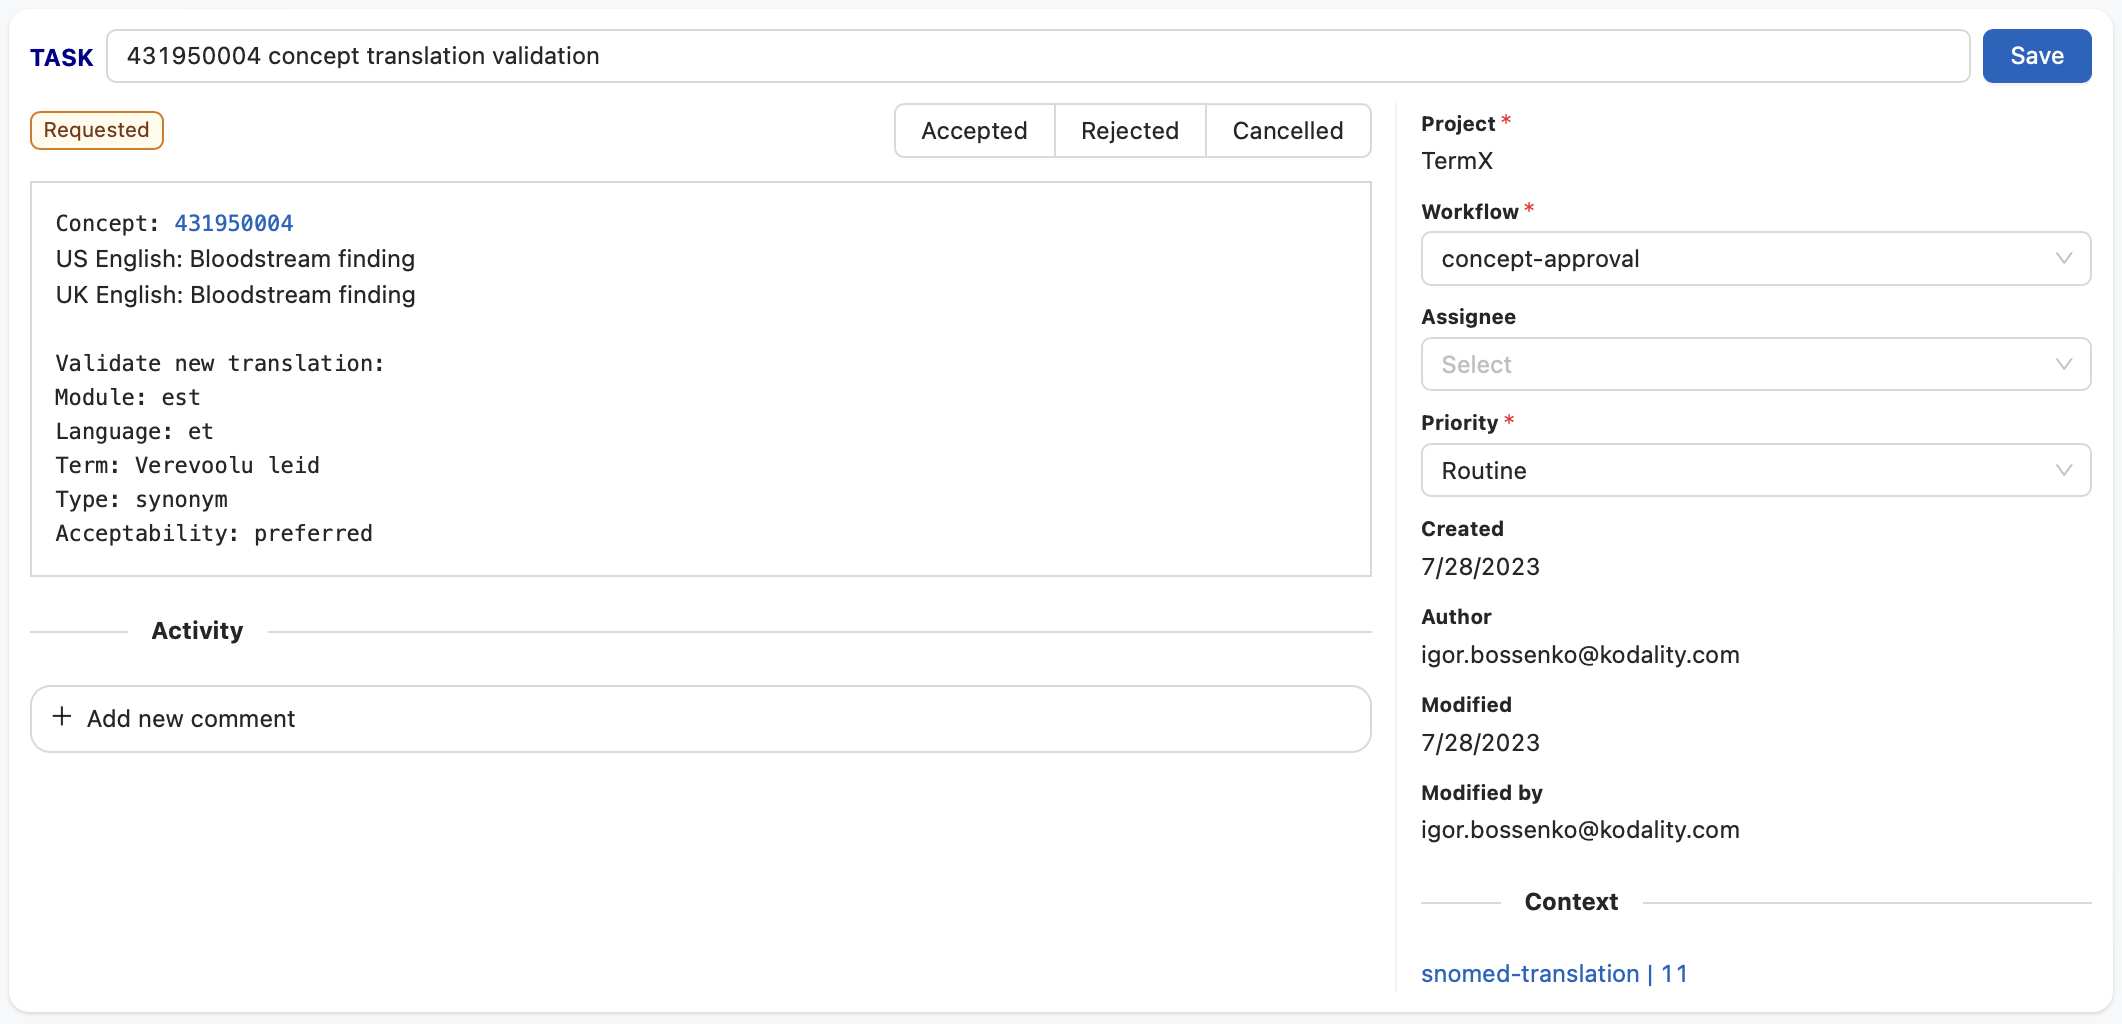 TASK
431950004 concept translation validation
Save
Requested
Accepted
Rejected
Cancelled
Concept: 431950004
US English: Bloodstream finding
UK English: Bloodstream finding
Validate new translation:
Module: est
Language: et
Term: Verevoolu leid
Type: synonym
Acceptability: preferred
Activity
+ Add new comment
Project *
TermX
Workflow *
concept-approval
Assignee
Select
Priority *
Routine
Created
7/28/2023
Author
igor.bossenko@kodality.com
Modified
7/28/2023
Modified by
igor.bossenko@kodality.com
Context
snomed-translation | 11